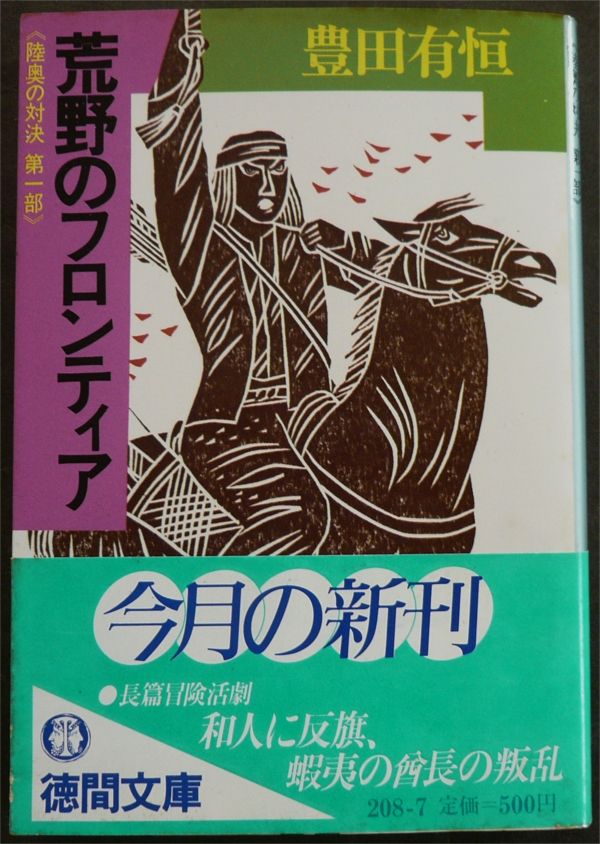 豊田有恒
荒野のフロンティア
《陸奥の対決 第一部》
今月の新刊
●長篇冒険活劇
和人に反旗、
蝦夷の酋長の叛乱
徳間文庫
208-7 定価=500円